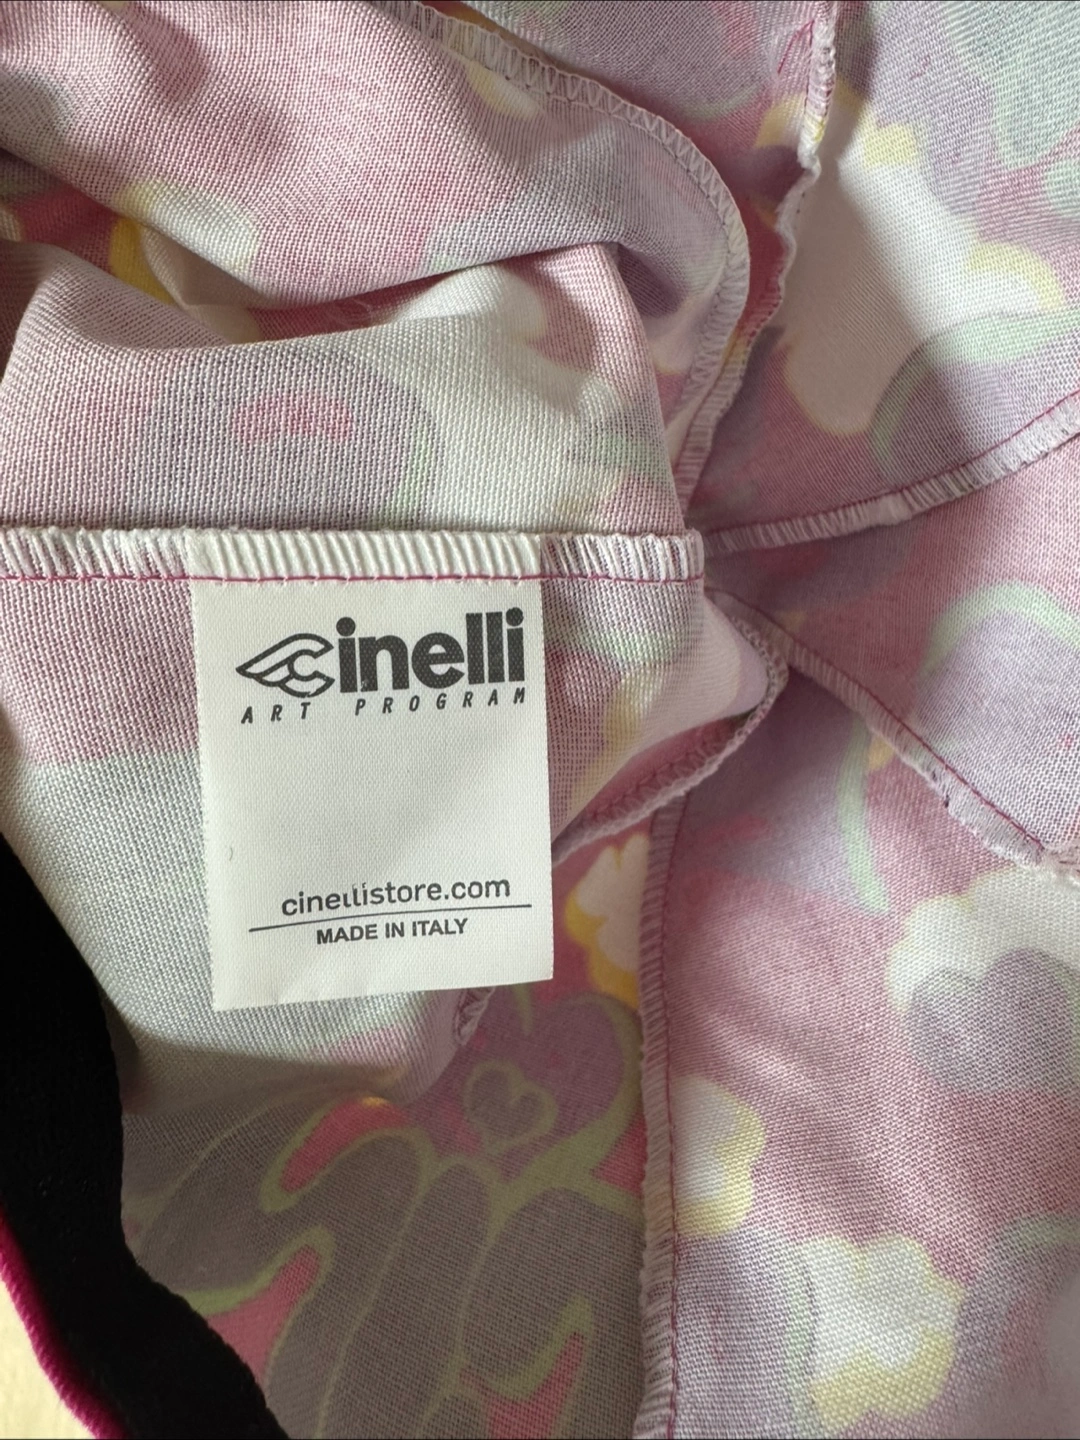 cinelli
ART PROGRAM
cinellistore.com
MADE IN ITALY